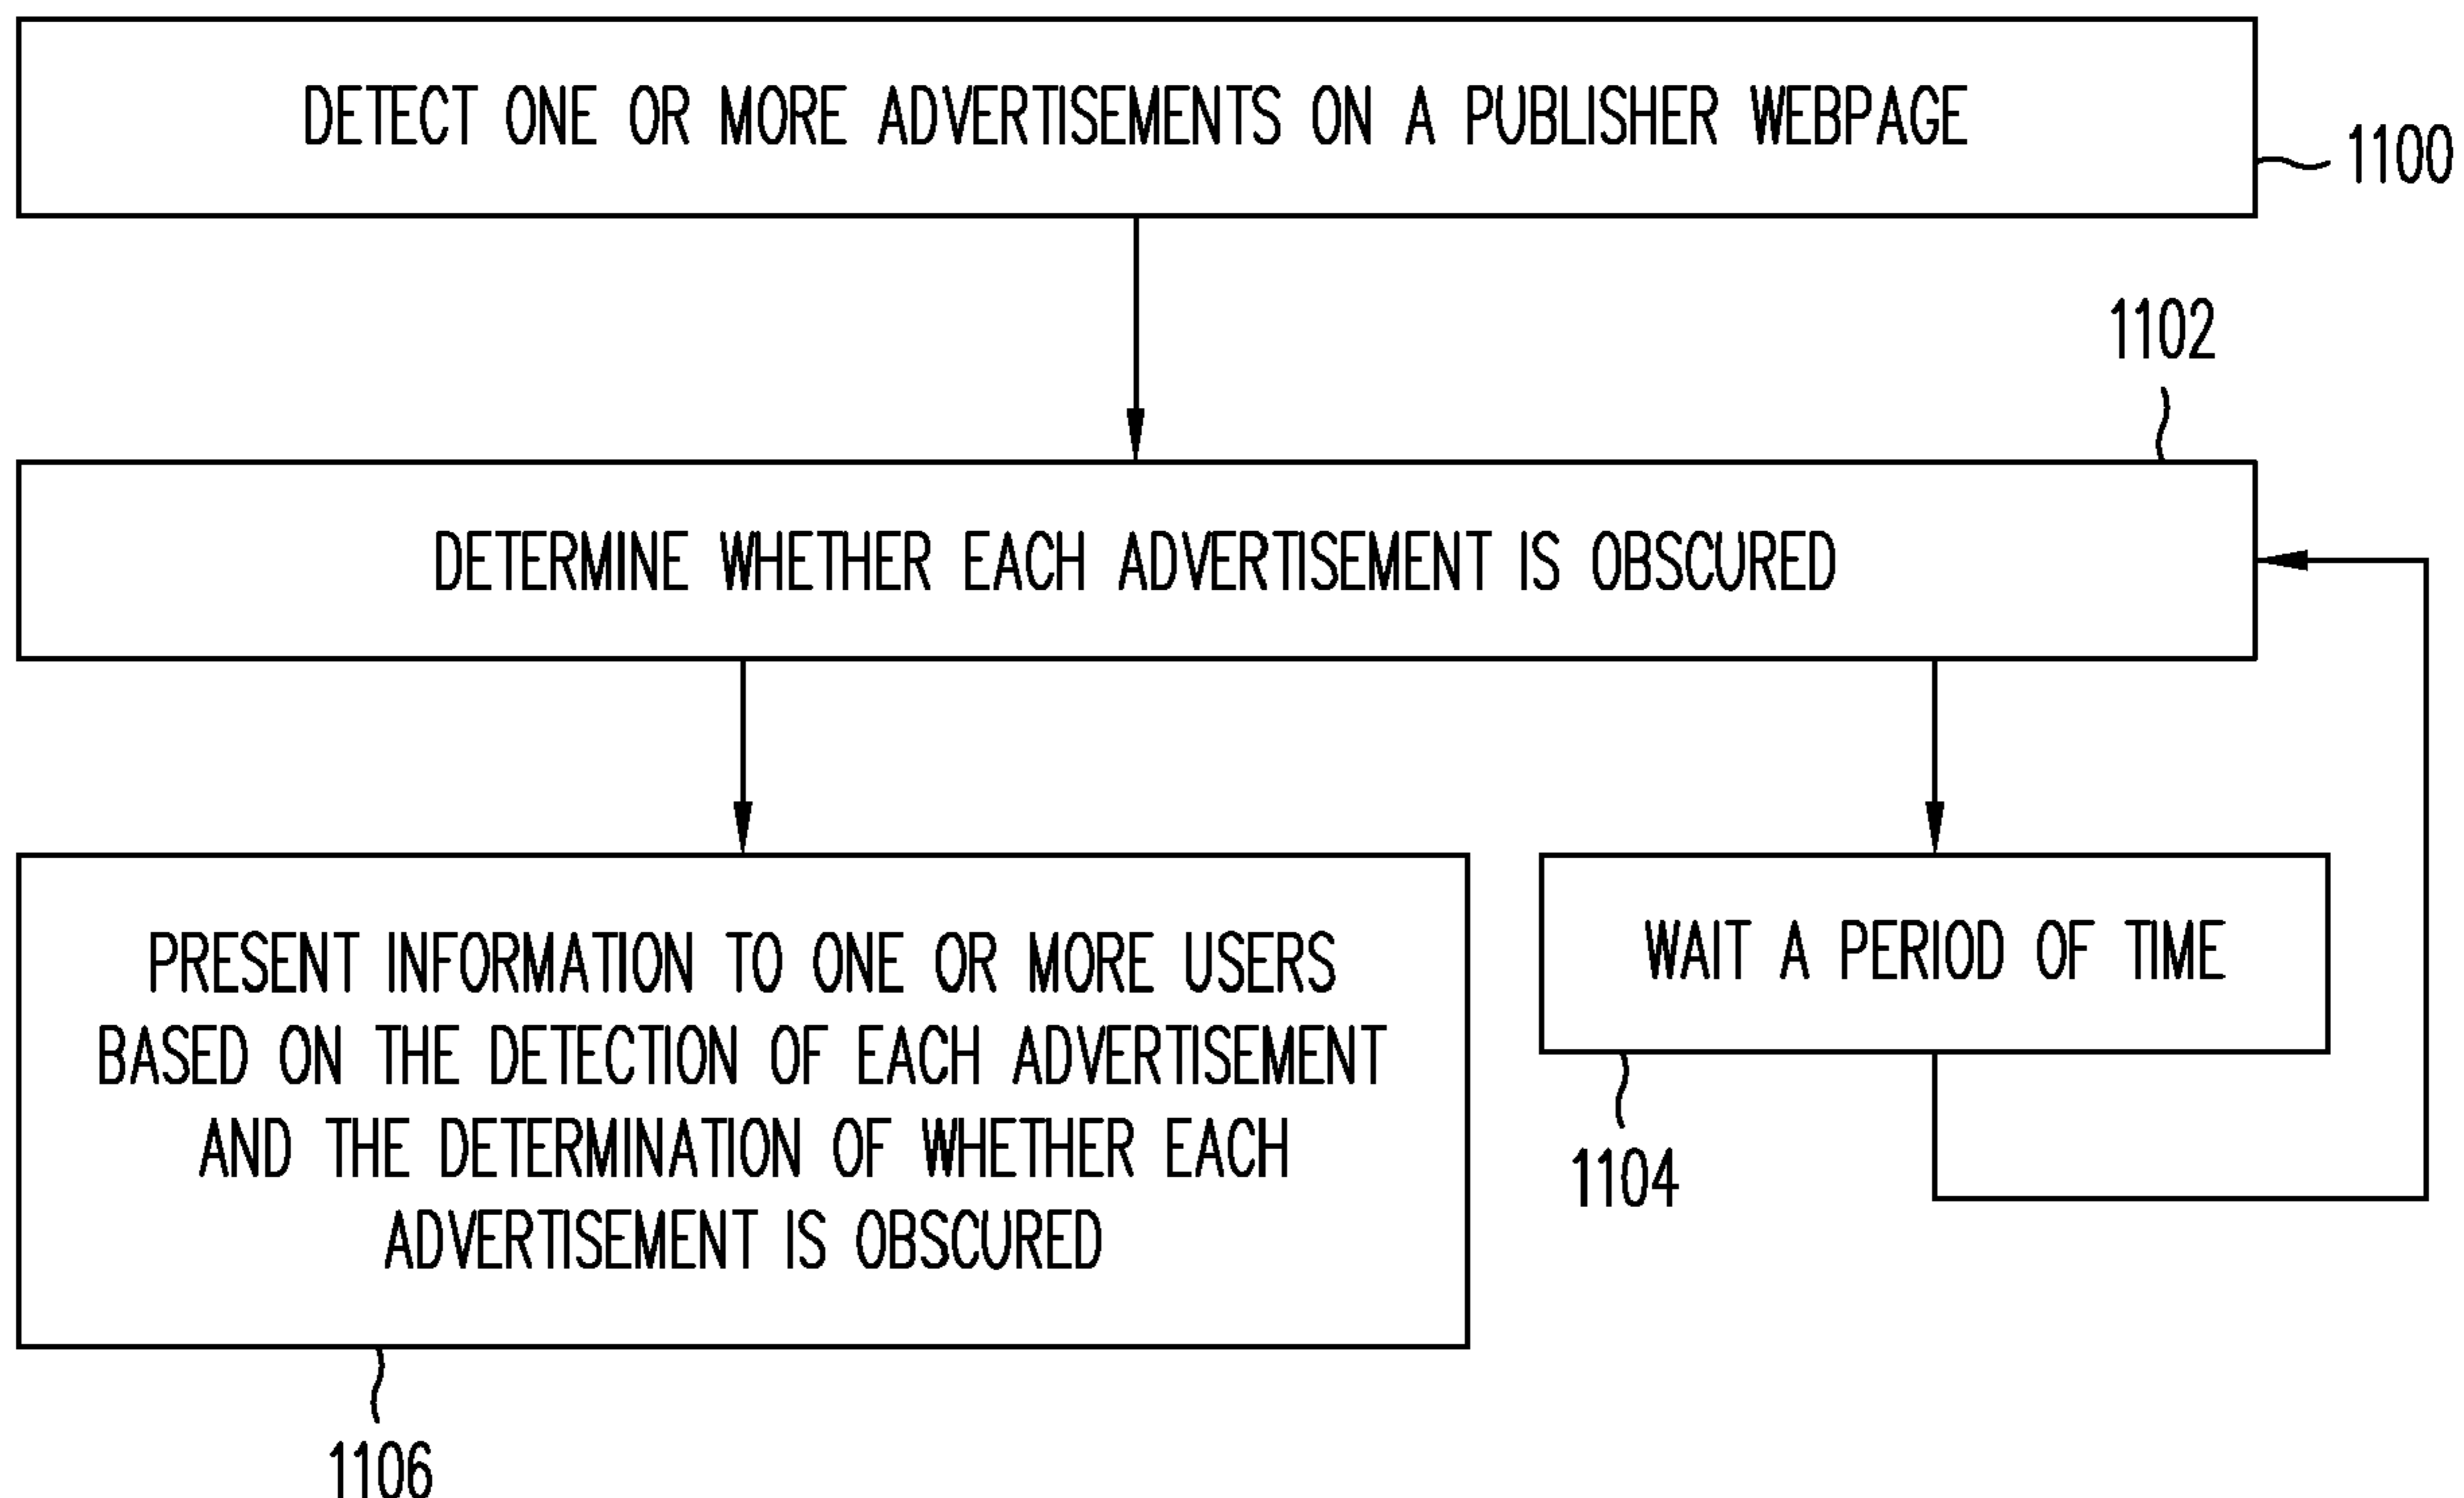 DETECT ONE OR MORE ADVERTISEMENTS ON A PUBLISHER WEBPAGE
1100
1102
DETERMINE WHETHER EACH ADVERTISEMENT IS OBSCURED
PRESENT INFORMATION TO ONE OR MORE USERS
BASED ON THE DETECTION OF EACH ADVERTISEMENT
AND THE DETERMINATION OF WHETHER EACH
ADVERTISEMENT IS OBSCURED
WAIT A PERIOD OF TIME
1104
1106